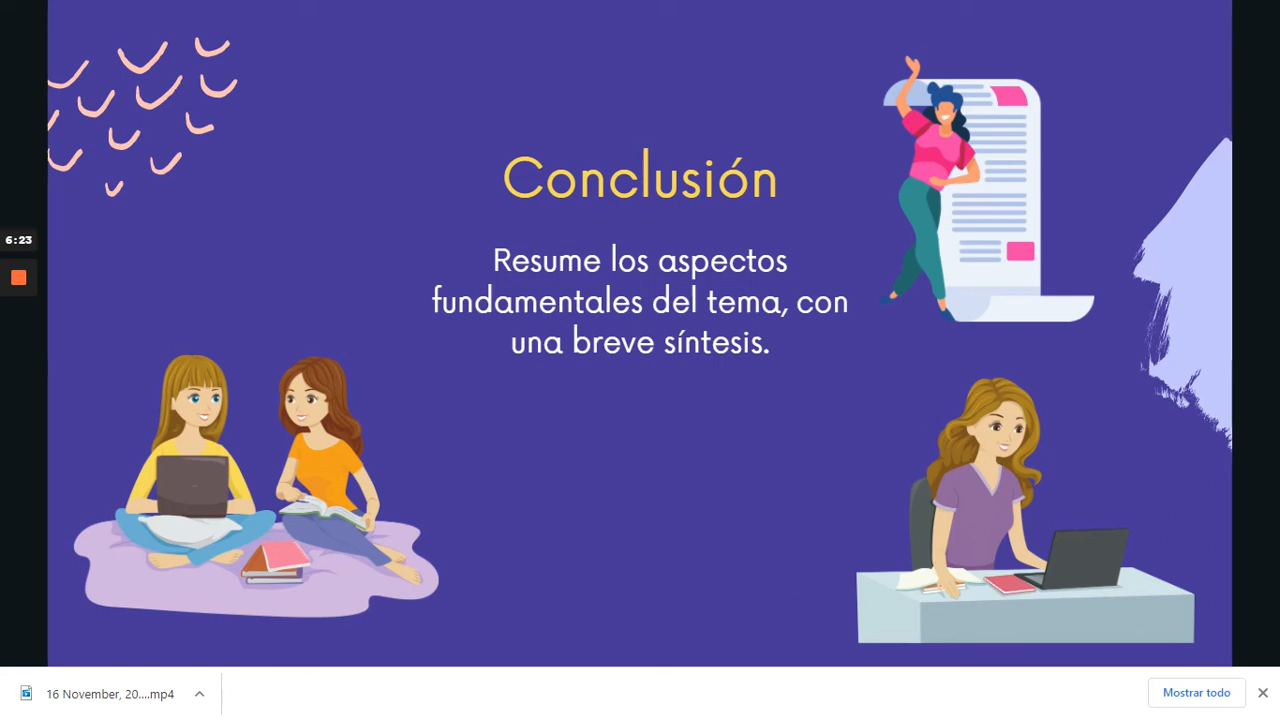 Conclusión
Resume los aspectos
fundamentales del tema, con
una breve síntesis.
6:23
16 November, 20....mp4
Mostrar todo